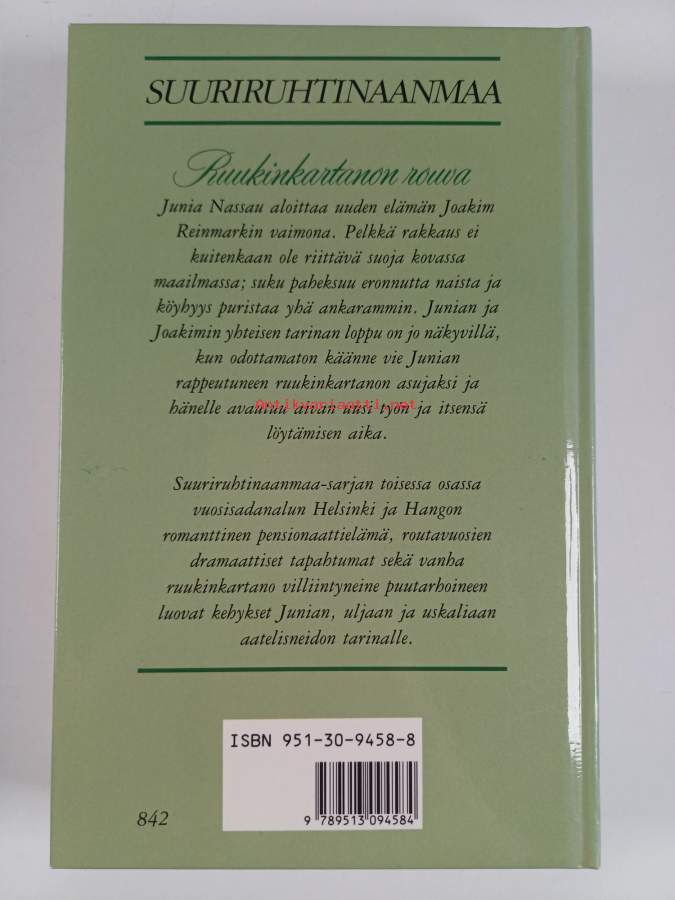 SUURIRUHTINAANMAA
Ruukinkartanon rouva
Junia Nassau aloittaa uuden elämän Joakim
Reinmarkin vaimona. Pelkkä rakkaus ei
kuitenkaan ole riittävä suoja kovassa
maailmassa; suku paheksuu eronnutta naista ja
köyhyys puristaa yhä ankarammin. Junian ja
Joakimin yhteisen tarinan loppu on jo näkyvillä,
kun odottamaton käänne vie Junian
rappeutuneen ruukinkartanon asujaksi ja
hänelle avautuu aivan uusi työn ja itsensä
Antikvariaatti.net
löytämisen aika.
Suuriruhtinaanmaa-sarjan toisessa osassa
vuosisadanalun Helsinki ja Hangon
romanttinen pensionaattielämä, routavuosien
dramaattiset tapahtumat sekä vanha
ruukinkartano villiintyneine puutarhoineen
luovat kehykset Junian, uljaan ja uskaliaan
aatelisneidon tarinalle.
ISBN 951-30-9458-8
9 789513 094584
842